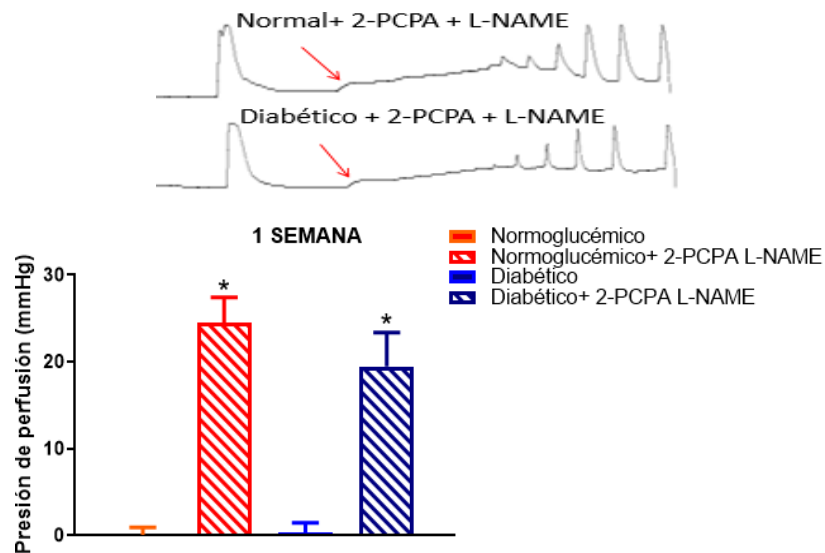 Normal+ 2-PCPA + L-NAME
Diabético + 2-PCPA + L-NAME
1 SEMANA
Normoglucémico
Normoglucémico+ 2-PCPA L-NAME
Diabético
Diabético+ 2-PCPA L-NAME
Presión de perfusión (mmHg)
30
20
10
0
*
*